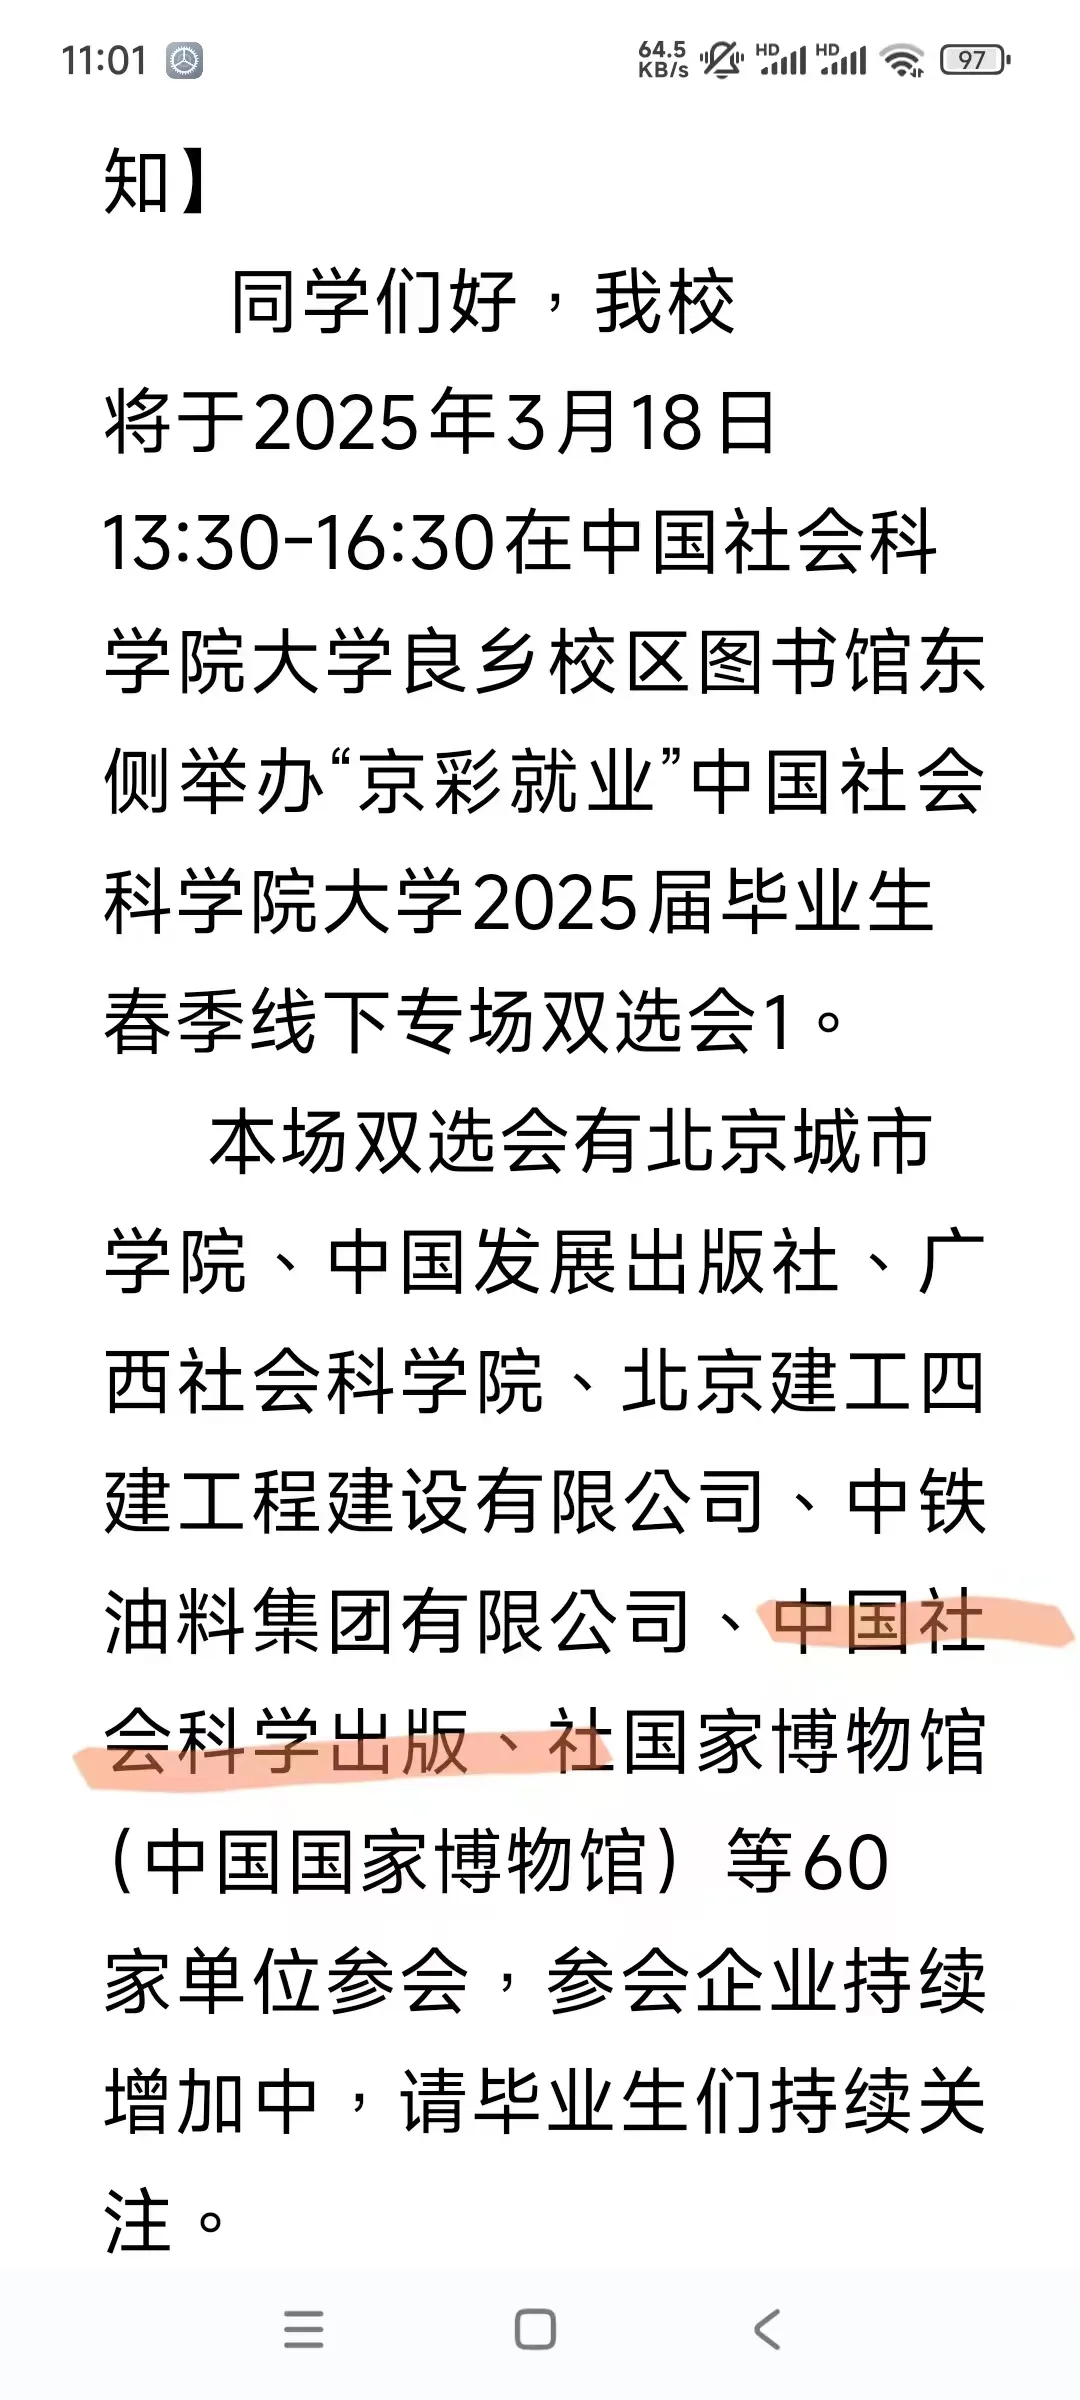 11:01
64.5
KB/s
HD
HD
97
知】
同学们好，我校
将于2025年3月18日
13:30-16:30在中国社会科
学院大学良乡校区图书馆东
侧举办“京彩就业”中国社会
科学院大学2025届毕业生
春季线下专场双选会1。
本场双选会有北京城市
学院、中国发展出版社、广
西社会科学院、北京建工四
建工程建设有限公司、中铁
油料集团有限公司、中国社
会科学出版、社国家博物馆
（中国国家博物馆）等60
家单位参会，参会企业持续
增加中，请毕业生们持续关
注。